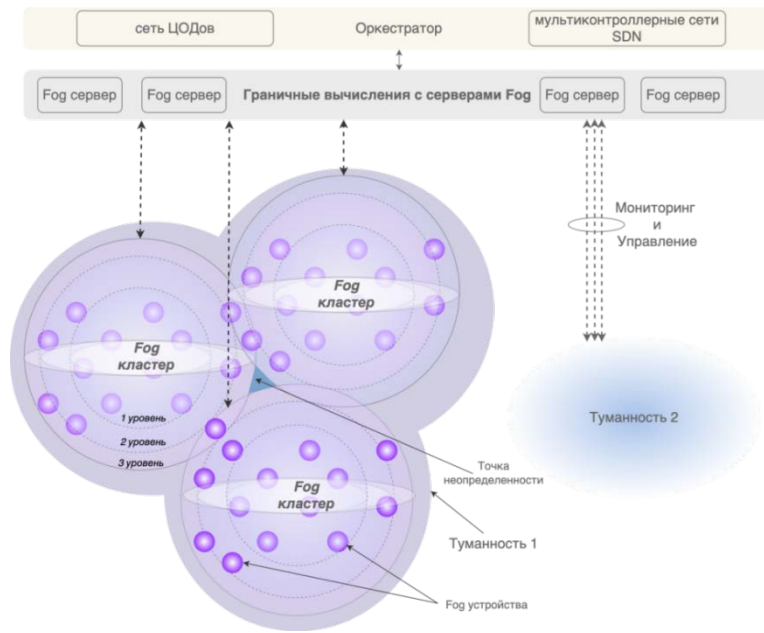 сеть ЦОДов
Оркестратор
мультиконтроллерные сети
SDN
Fog сервер
Fog сервер
Граничные вычисления с серверами Fog
Fog сервер
Fog сервер
Мониторинг
и
Управление
Fog
кластер
Fog
кластер
1 уровень
2 уровень
3 уровень
Туманность 2
Точка
неопределенности
Fog
кластер
Туманность 1
Fog устройства